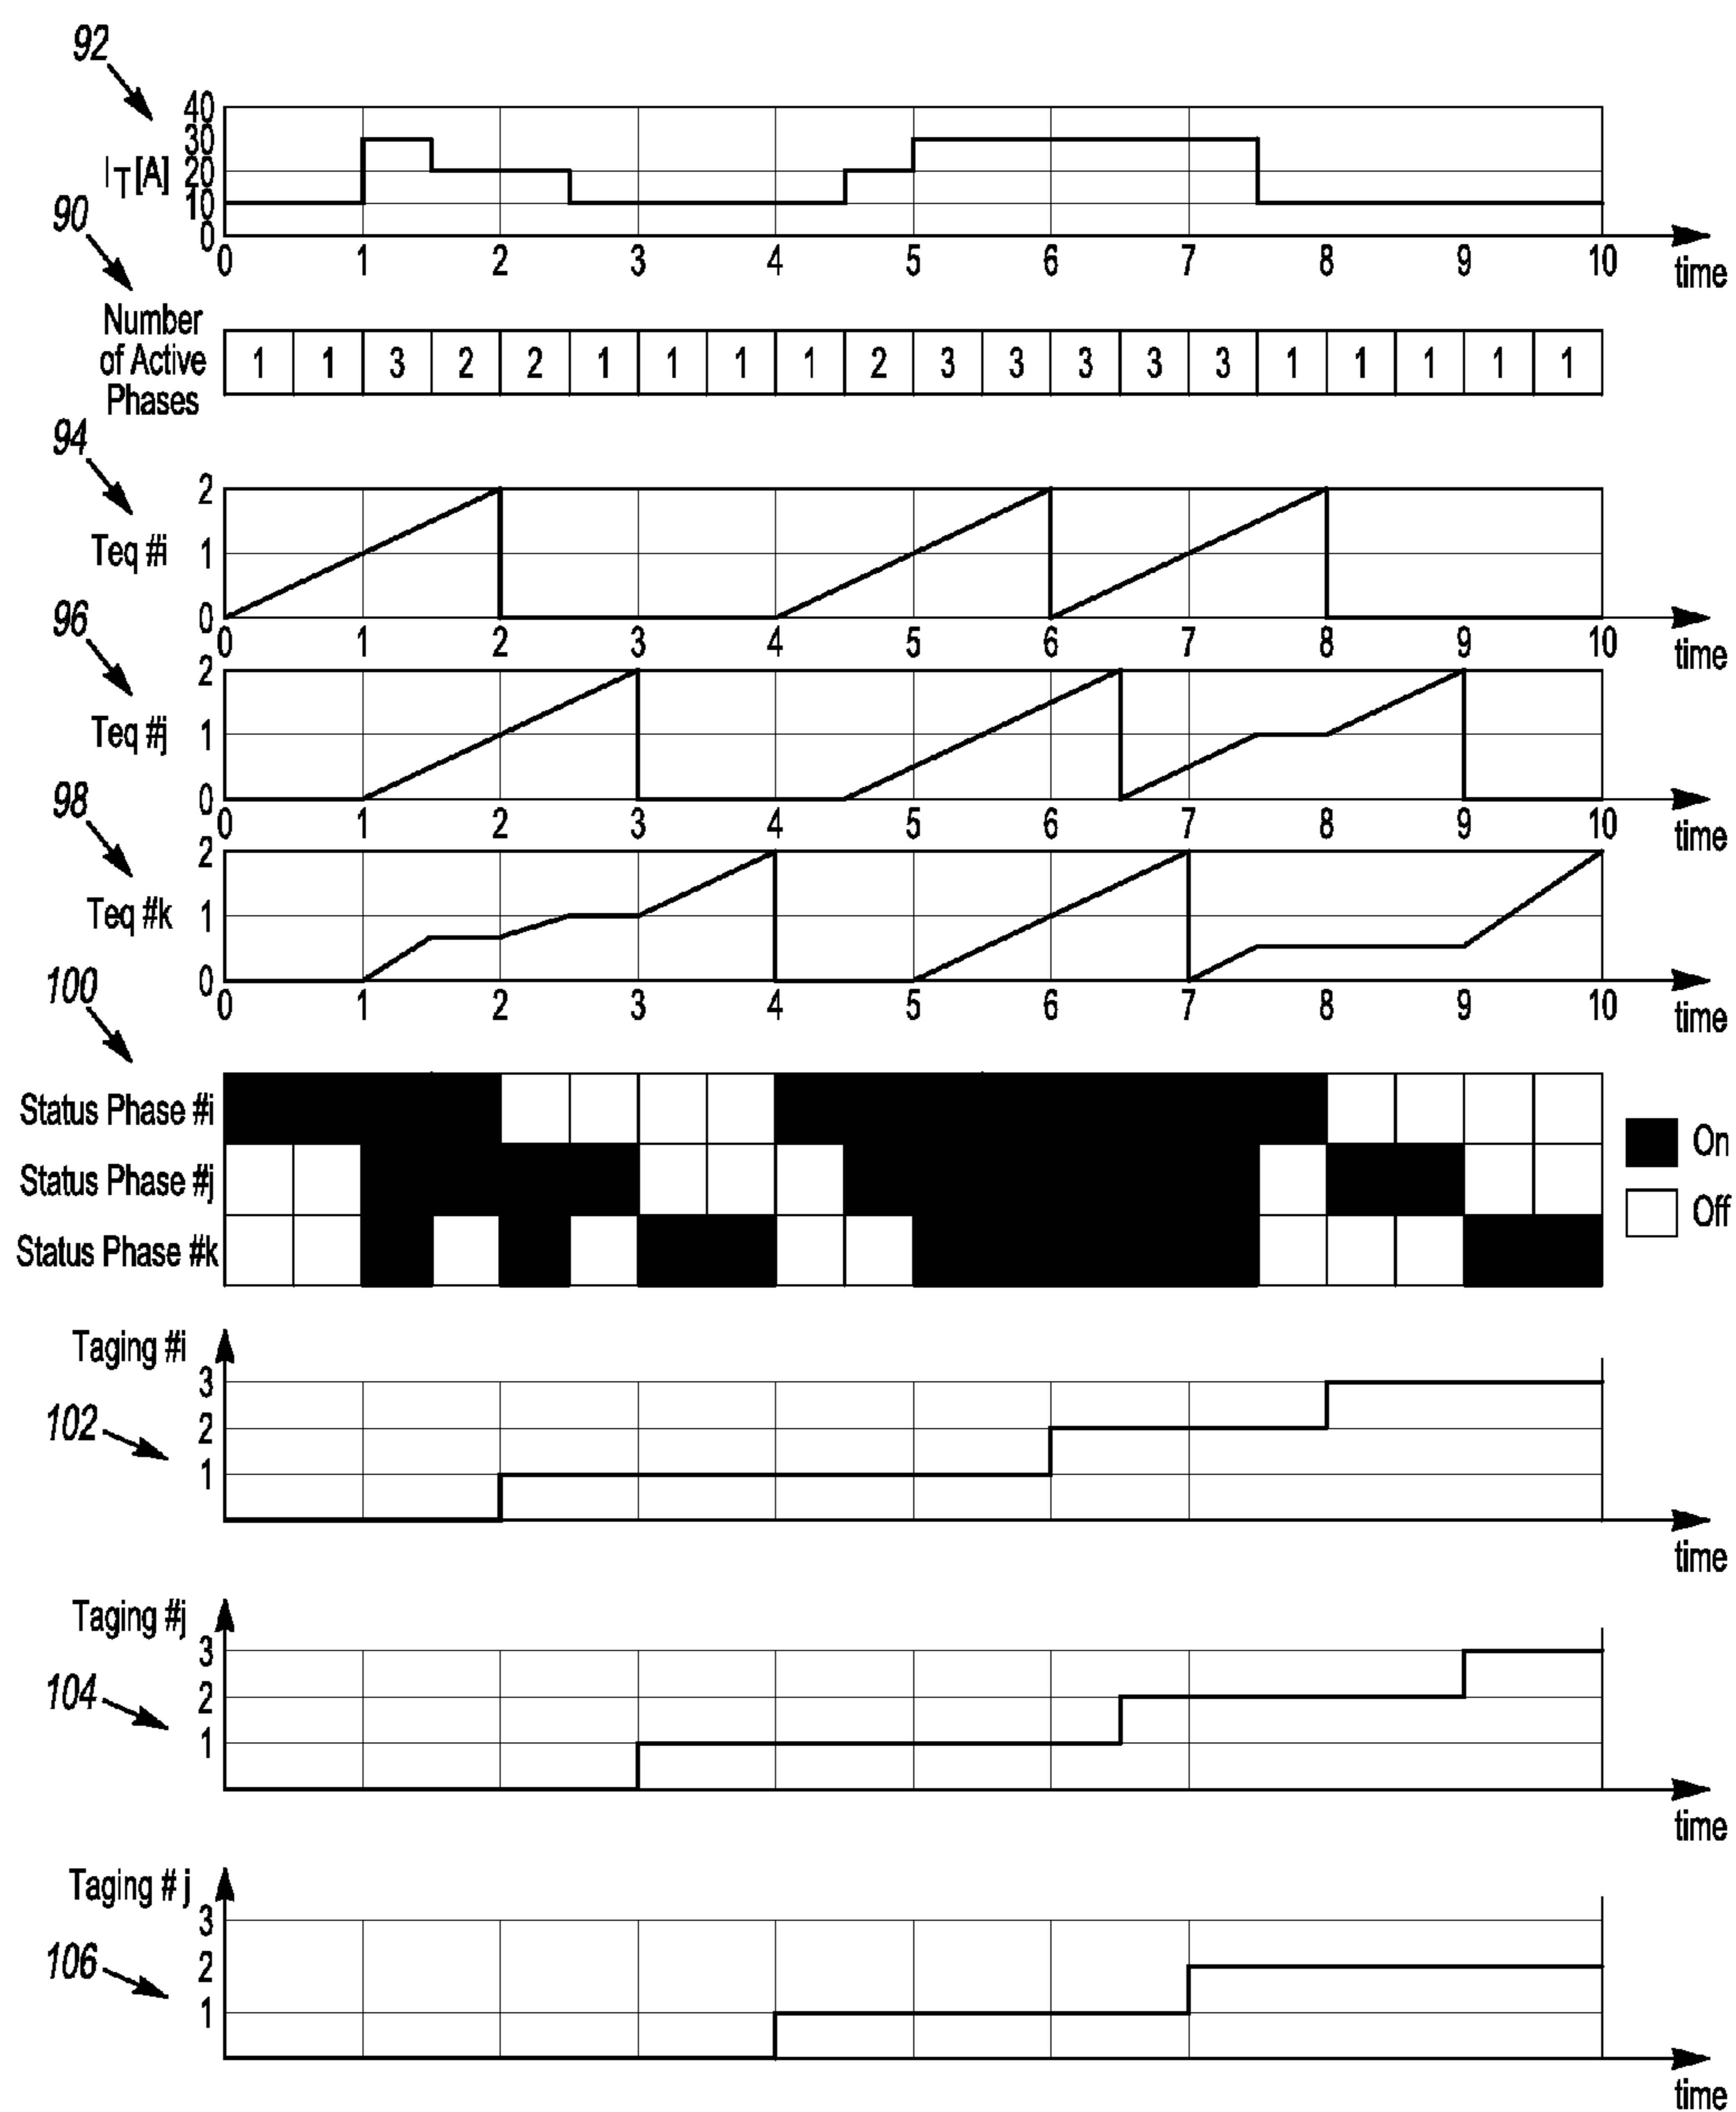 92
40
30
20
10
0
I_T[A]
0 1 2 3 4 5 6 7 8 9 10
time
90
Number
of Active
Phases
1 1 3 2 2 1 1 1 1 2 3 3 3 3 3 1 1 1 1 1
94
Teq #i
2
1
0
0 1 2 3 4 5 6 7 8 9 10
time
96
Teq #j
2
1
0
0 1 2 3 4 5 6 7 8 9 10
time
98
Teq #k
2
1
0
0 1 2 3 4 5 6 7 8 9 10
time
100
Status Phase #i
Status Phase #j
Status Phase #k
On
Off
Taging #i
3
2
1
102
time
Taging #j
3
2
1
104
time
Taging # j
3
2
1
106
time